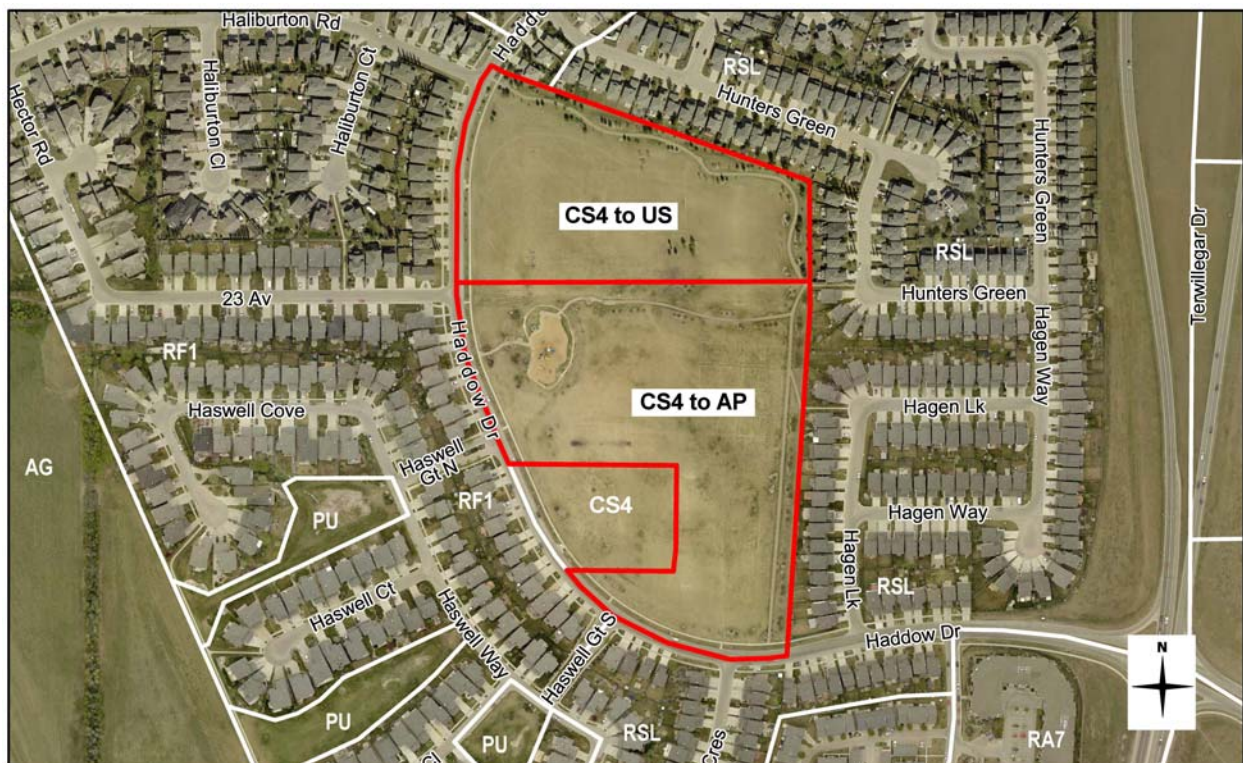 Haliburton Rd
Haddo
Hector Rd
Haliburton Cl
Haliburton Ct
RSL
Hunters Green
Hunters Green
Terwillegar Dr
CS4 to US
RSL
Hunters Green
23 Av
Haddow Dr
Hagen Way
RF1
CS4 to AP
Haswell Cove
Hagen Lk
AG
Haswell
Gt N
RF1
CS4
PU
Hagen Way
Hagen Lk
RSL
Haswell Ct
Haswell Way
Haswell Gt S
Haddow Dr
N
PU
PU
RSL
Cres
RA7